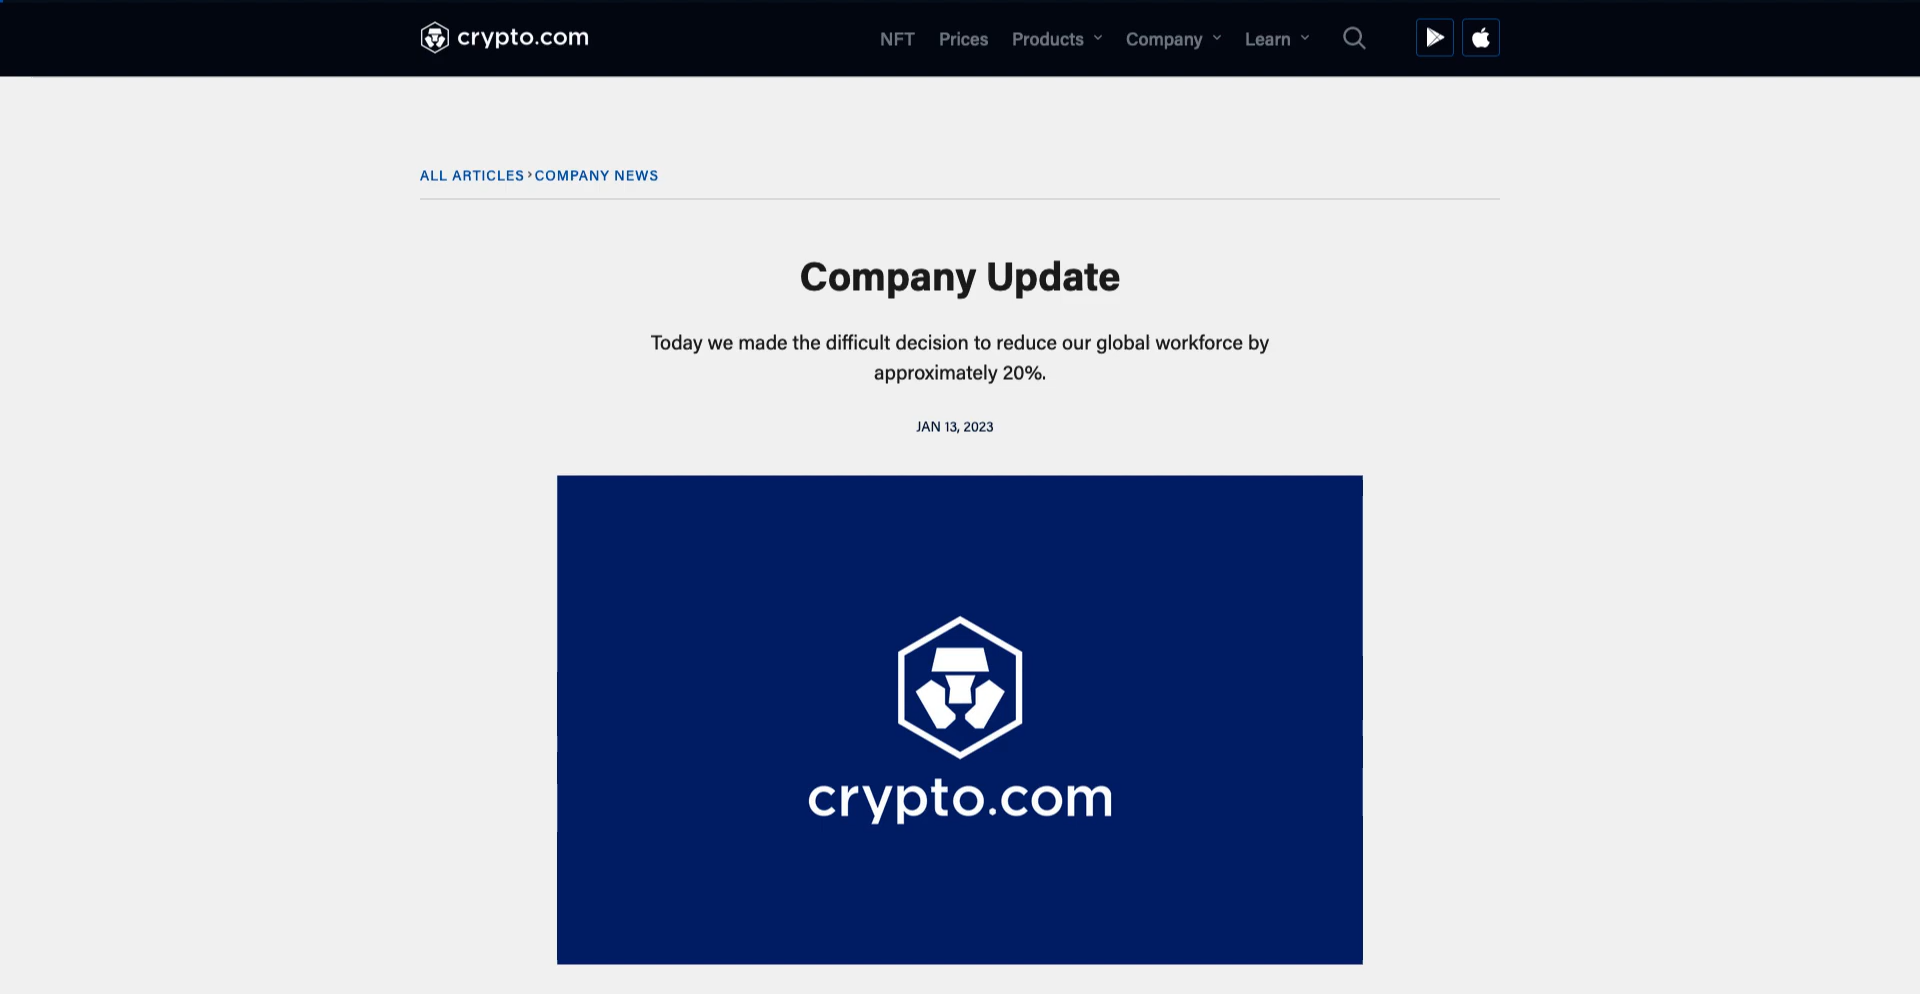 crypto.com
NFT Prices Products Company Learn
ALL ARTICLES › COMPANY NEWS
Company Update
Today we made the difficult decision to reduce our global workforce by
approximately 20%.
JAN 13, 2023
crypto.com